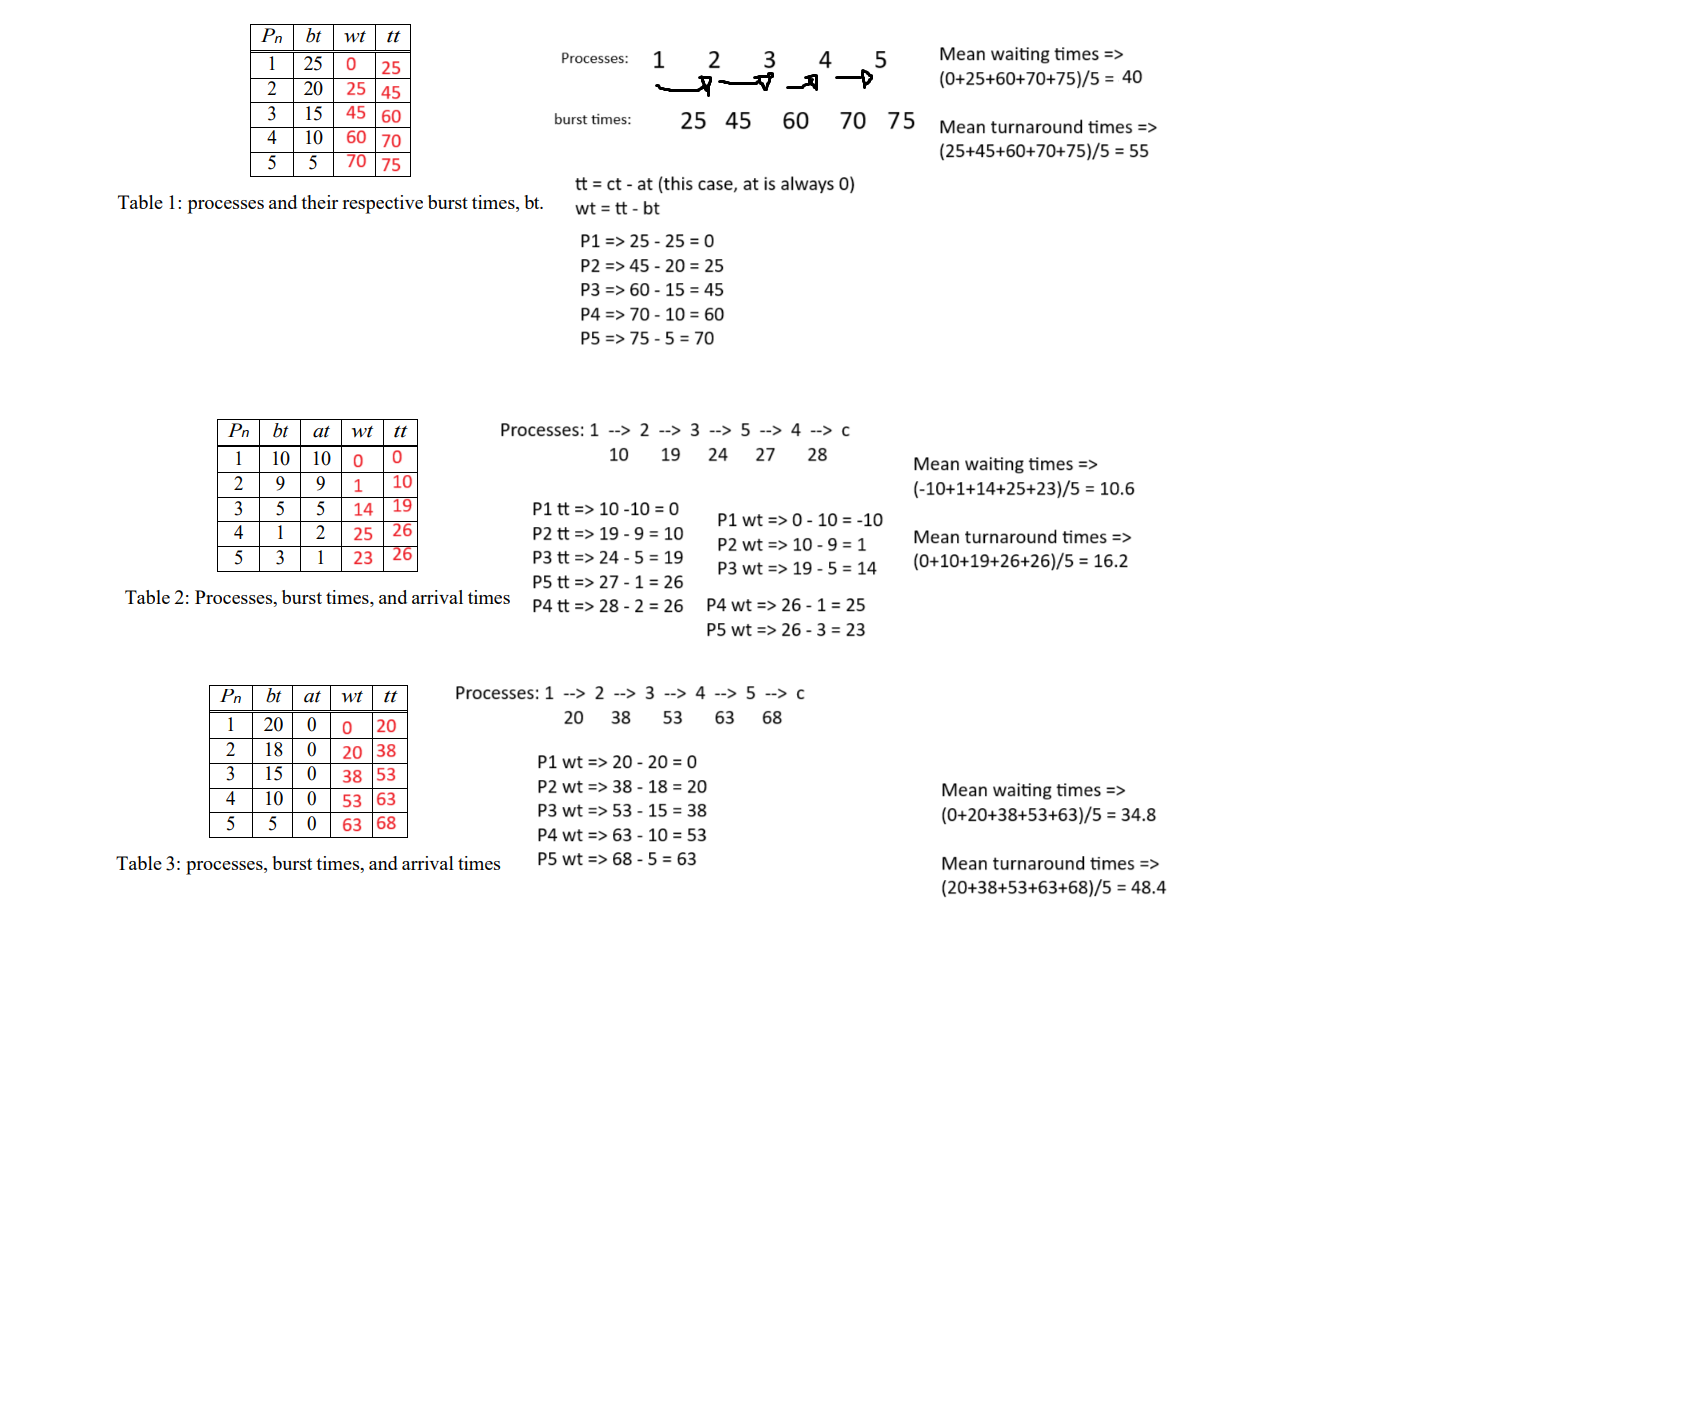 Pn bt wt tt
1 25 0 25
2 20 25 45
3 15 45 60
4 10 60 70
5 5 70 75
Table 1: processes and their respective burst times, bt.
Processes: 1 2 3 4 5
burst times: 25 45 60 70 75
tt = ct - at (this case, at is always 0)
wt = tt - bt
P1 => 25 - 25 = 0
P2 => 45 - 20 = 25
P3 => 60 - 15 = 45
P4 => 70 - 10 = 60
P5 => 75 - 5 = 70
Mean waiting times =>
(0+25+60+70+75)/5 = 40
Mean turnaround times =>
(25+45+60+70+75)/5 = 55
Pn bt at wt tt
1 10 10 0 0
2 9 9 1 10
3 5 5 14 19
4 1 2 25 26
5 3 1 23 26
Table 2: Processes, burst times, and arrival times
Processes: 1 --> 2 --> 3 --> 5 --> 4 --> c
10 19 24 27 28
P1 tt => 10 -10 = 0
P2 tt => 19 - 9 = 10
P3 tt => 24 - 5 = 19
P5 tt => 27 - 1 = 26
P4 tt => 28 - 2 = 26
P1 wt => 0 - 10 = -10
P2 wt => 10 - 9 = 1
P3 wt => 19 - 5 = 14
P4 wt => 26 - 1 = 25
P5 wt => 26 - 3 = 23
Mean waiting times =>
(-10+1+14+25+23)/5 = 10.6
Mean turnaround times =>
(0+10+19+26+26)/5 = 16.2
Pn bt at wt tt
1 20 0 0 20
2 18 0 20 38
3 15 0 38 53
4 10 0 53 63
5 5 0 63 68
Table 3: processes, burst times, and arrival times
Processes: 1 --> 2 --> 3 --> 4 --> 5 --> c
20 38 53 63 68
P1 wt => 20 - 20 = 0
P2 wt => 38 - 18 = 20
P3 wt => 53 - 15 = 38
P4 wt => 63 - 10 = 53
P5 wt => 68 - 5 = 63
Mean waiting times =>
(0+20+38+53+63)/5 = 34.8
Mean turnaround times =>
(20+38+53+63+68)/5 = 48.4